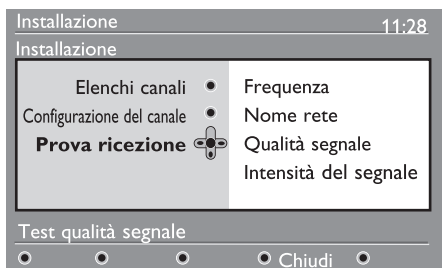 Installazione 11:28
Installazione
Elenchi canali
Configurazione del canale
Prova ricezione
Frequenza
Nome rete
Qualità segnale
Intensità del segnale
Test qualità segnale
Chiudi